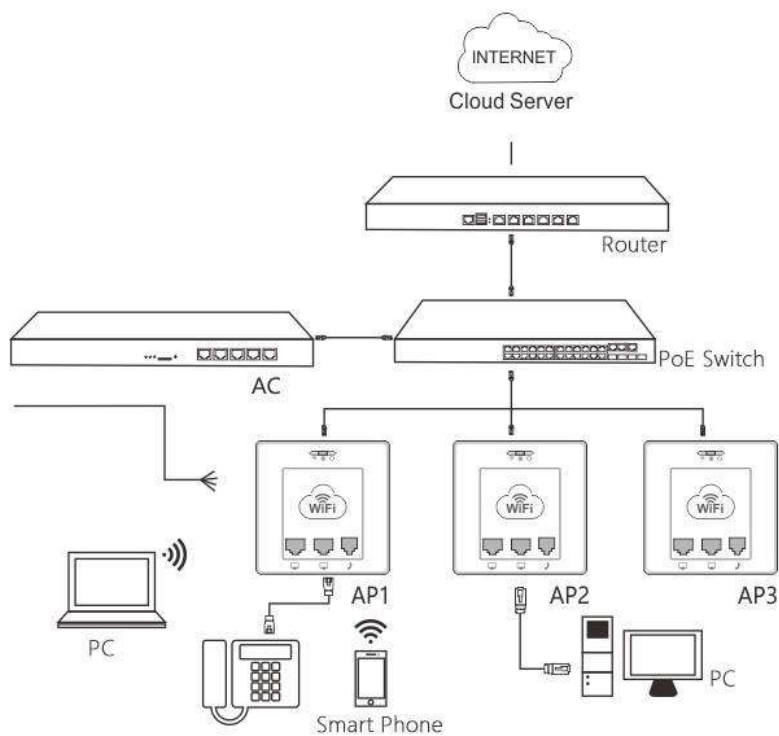 INTERNET
Cloud Server
Router
PoE Switch
AC
WiFi
WiFi
WiFi
AP1
AP2
AP3
PC
PC
Smart Phone